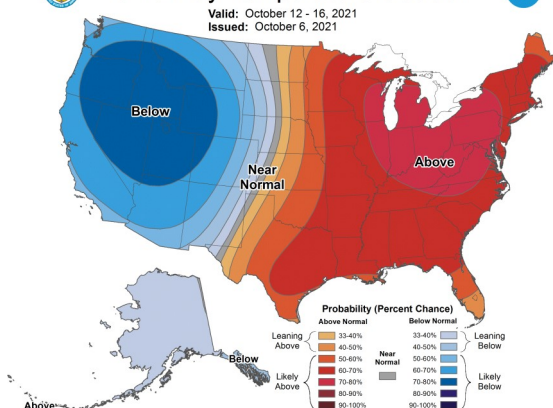 Valid: October 12 - 16, 2021
Issued: October 6, 2021
Below
Near
Normal
Above
Below
Above
Probability (Percent Chance)
Above Normal
Below Normal
Leaning
Above
33-40%
40-50%
Likely
Above
50-60%
60-70%
70-80%
80-90%
90-100%
Near
Normal
33-40%
40-50%
Leaning
Below
50-60%
60-70%
70-80%
80-90%
90-100%
Likely
Below